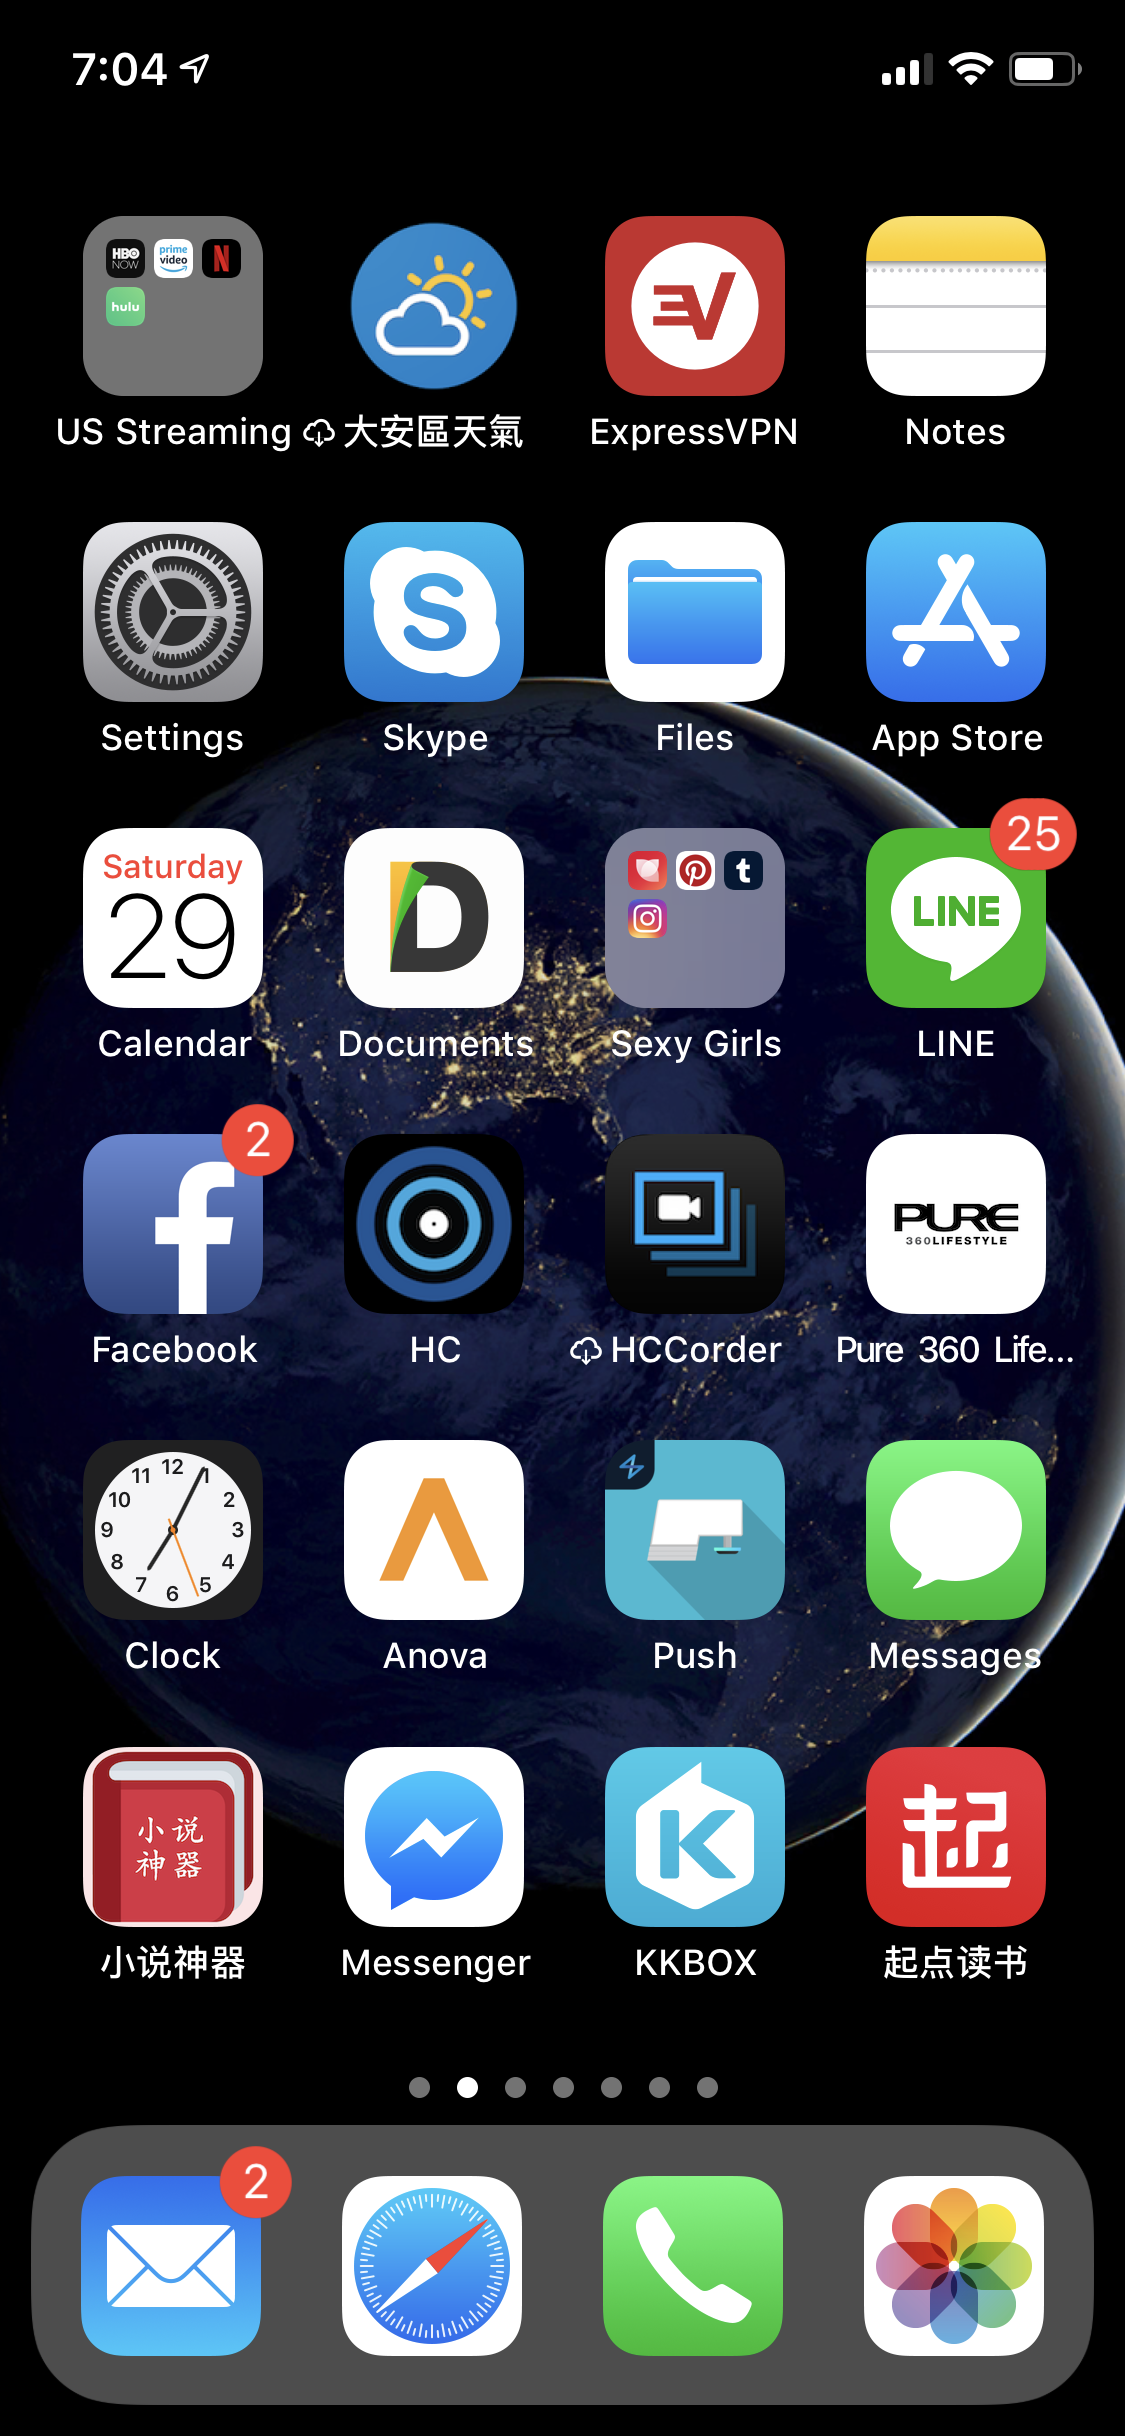 7:04
HBO
NOW
prime
video
N
hulu
US Streaming
大安區天氣
ExpressVPN
Notes
Settings
Skype
Files
App Store
Saturday
29
25
LINE
Calendar
Documents
Sexy Girls
LINE
2
PURE
360LIFESTYLE
Facebook
HC
HCCorder
Pure 360 Life...
12
11
1
10
2
9
3
8
4
7
6
5
Clock
Anova
Push
Messages
小说
神器
K
起
小说神器
Messenger
KKBOX
起点读书
2